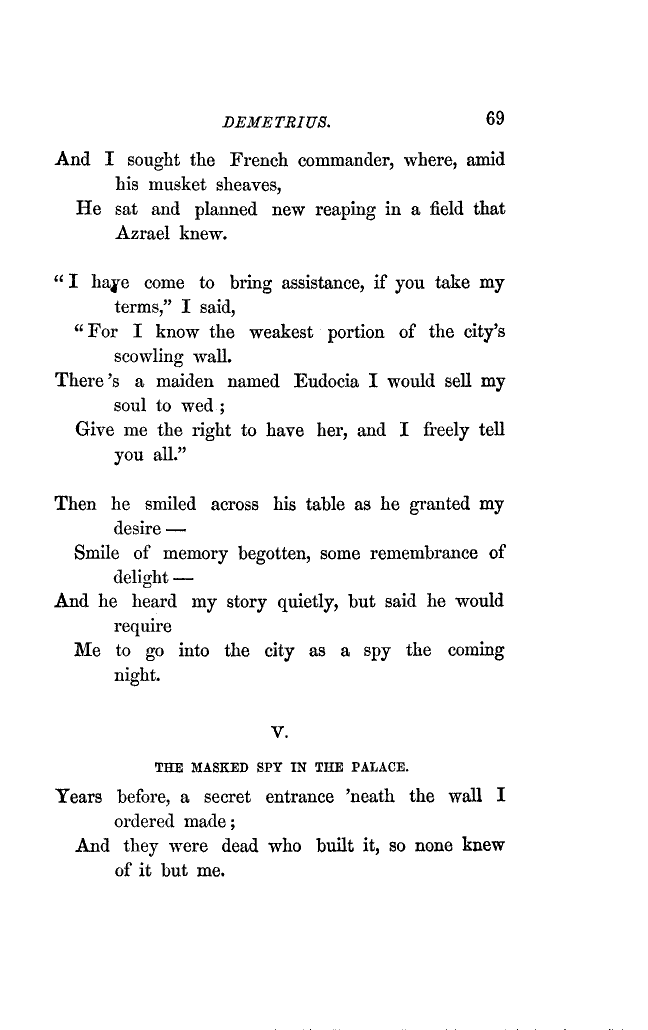 DEMETRIUS. 69
And I sought the French commander, where, amid
his musket sheaves,
He sat and planned new reaping in a field that
Azrael knew.
“I have come to bring assistance, if you take my
terms,” I said,
“For I know the weakest portion of the city’s
scowling wall.
There ’s a maiden named Eudocia I would sell my
soul to wed ;
Give me the right to have her, and I freely tell
you all.”
Then he smiled across his table as he granted my
desire —
Smile of memory begotten, some remembrance of
delight —
And he heard my story quietly, but said he would
require
Me to go into the city as a spy the coming
night.
V.
THE MASKED SPY IN THE PALACE.
Years before, a secret entrance ’neath the wall I
ordered made ;
And they were dead who built it, so none knew
of it but me.